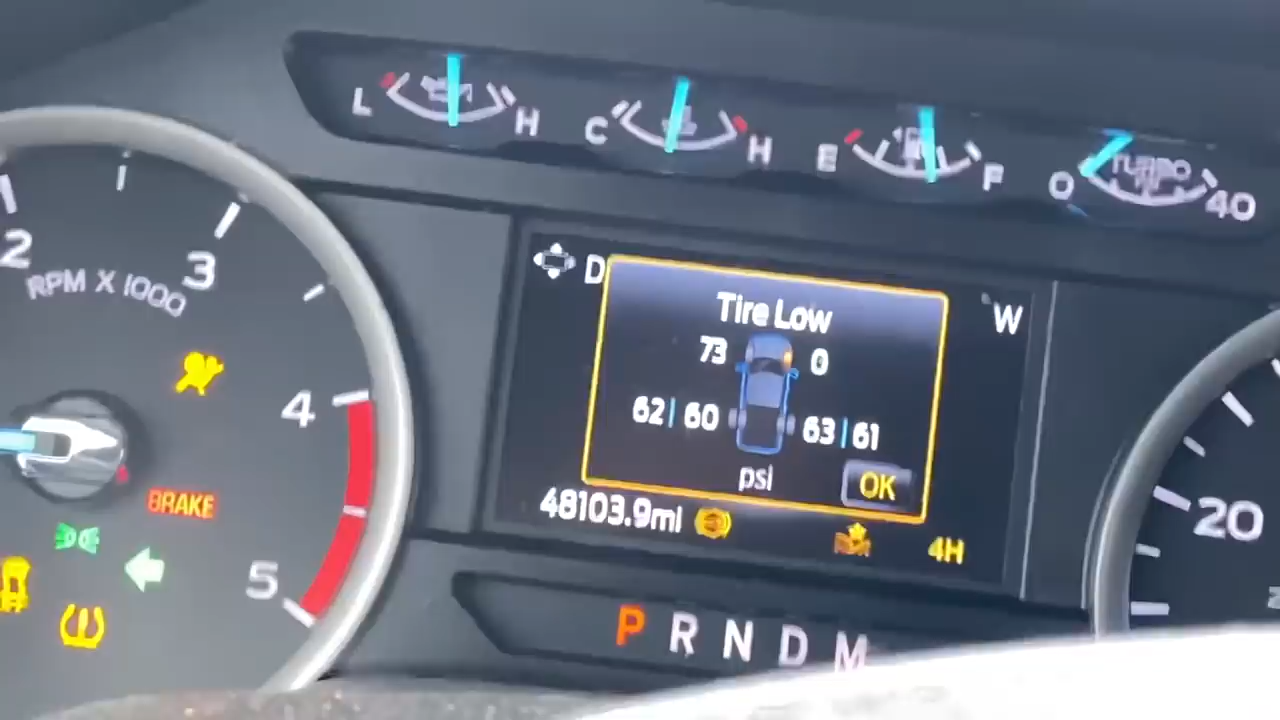 L H
C H
E F
0 TURBO 40
2 3 4 5
RPM X 1000
D
W
Tire Low
73 0
62 | 60 63 | 61
psi
OK
48103.9mi
4H
BRAKE
P R N D M
20